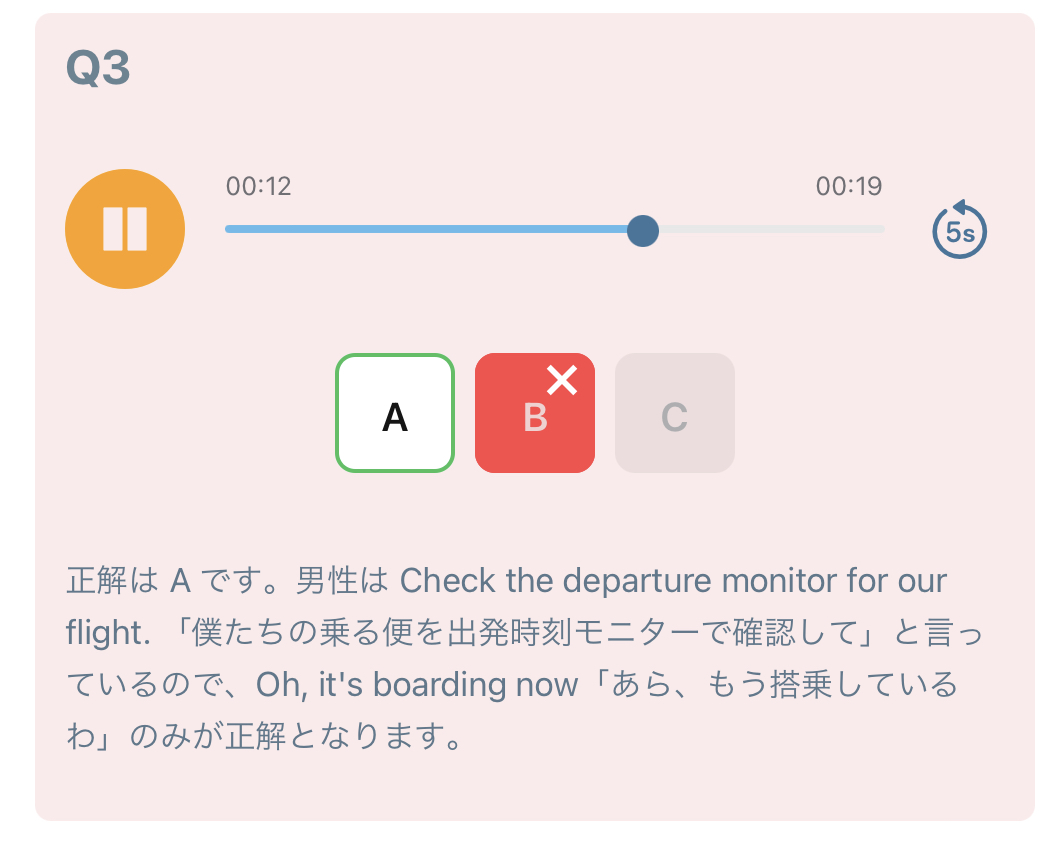 Q3
00:12
00:19
5s
A
B
C
正解は A です。男性は Check the departure monitor for our
flight. 「僕たちの乗る便を出発時刻モニターで確認して」と言っ
ているので、Oh, it's boarding now「あら、もう搭乗している
わ」のみが正解となります。